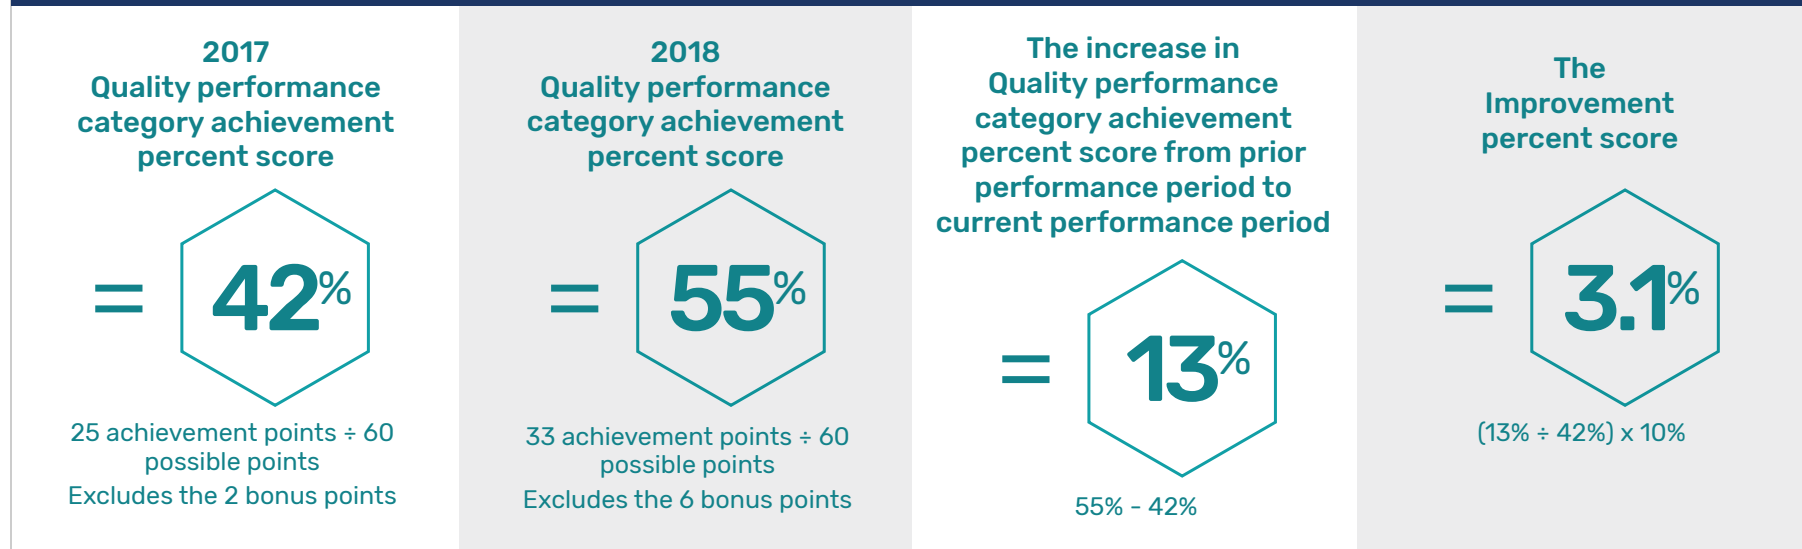 2017
Quality performance
category achievement
percent score
= 42%
25 achievement points ÷ 60
possible points
Excludes the 2 bonus points
2018
Quality performance
category achievement
percent score
= 55%
33 achievement points ÷ 60
possible points
Excludes the 6 bonus points
The increase in
Quality performance
category achievement
percent score from prior
performance period to
current performance period
= 13%
55% - 42%
The
Improvement
percent score
= 3.1%
(13% ÷ 42%) x 10%